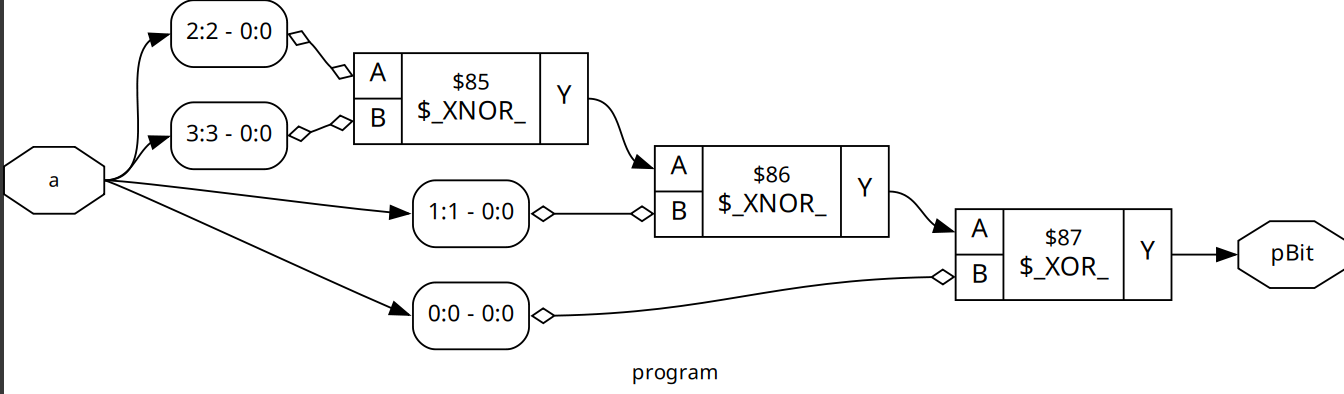 2:2 - 0:0
A
$85
$_XNOR_
Y
B
3:3 - 0:0
a
A
$86
$_XNOR_
Y
B
1:1 - 0:0
A
$87
$_XOR_
Y
B
pBit
0:0 - 0:0
program